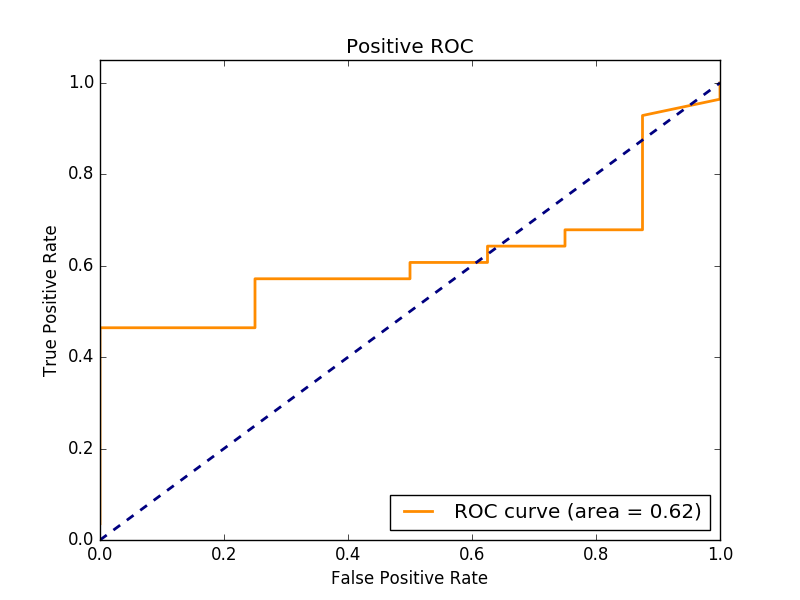 Positive ROC
1.0
0.8
0.6
0.4
0.2
0.0
True Positive Rate
ROC curve (area = 0.62)
0.0 0.2 0.4 0.6 0.8 1.0
False Positive Rate